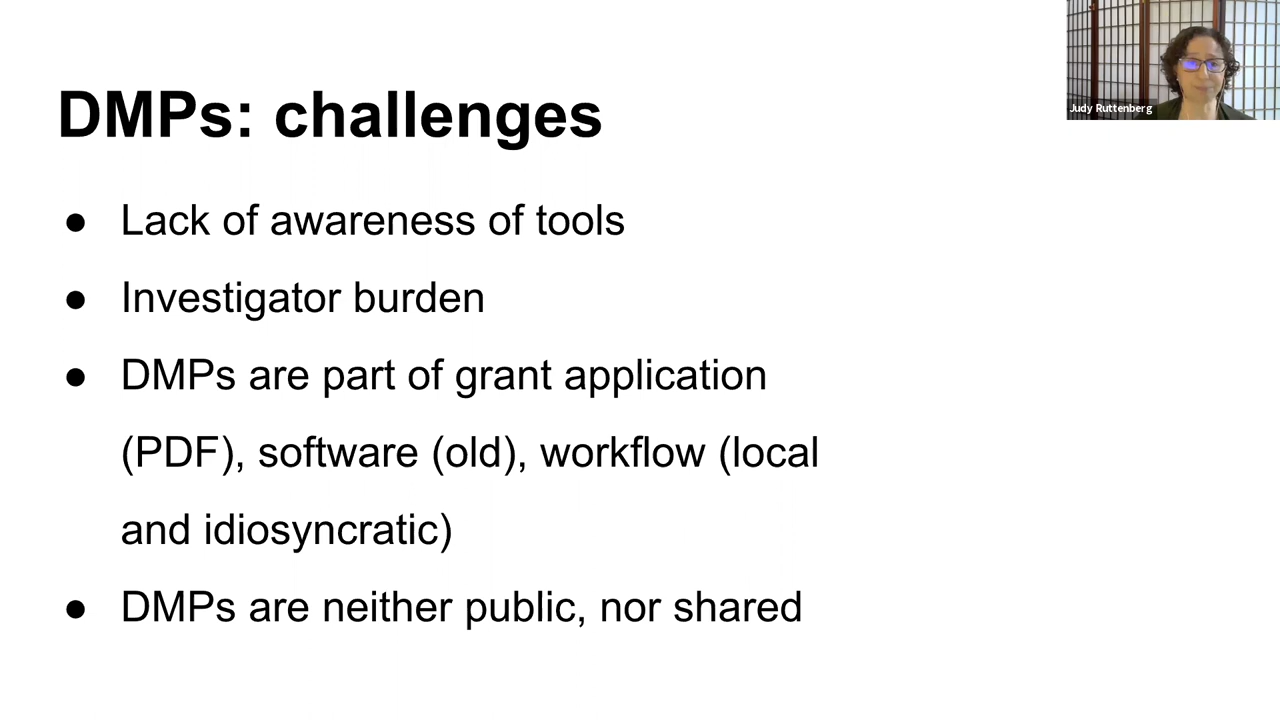 DMPs: challenges
Judy Ruttenberg
● Lack of awareness of tools
● Investigator burden
● DMPs are part of grant application
(PDF), software (old), workflow (local
and idiosyncratic)
● DMPs are neither public, nor shared